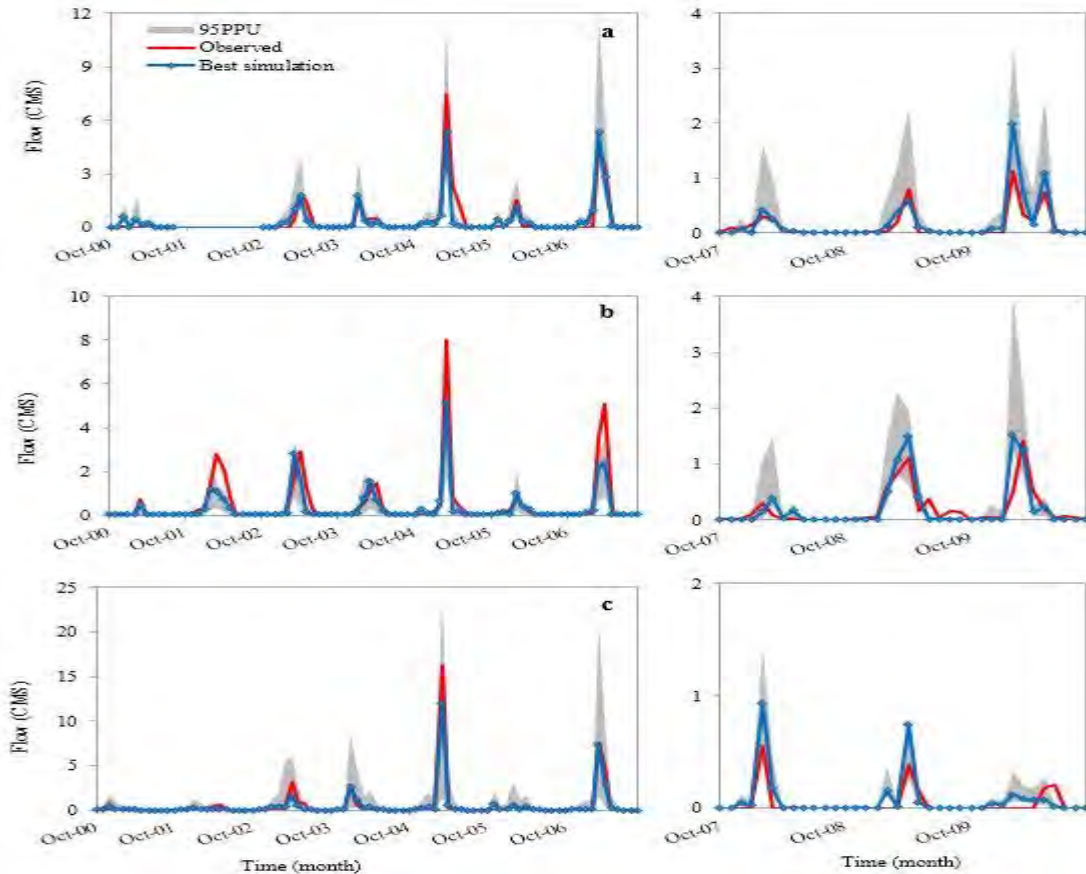 12
9
6
3
0
Flow (CMS)
95PPU
Observed
Best simulation
a
Oct-00
Oct-01
Oct-02
Oct-03
Oct-04
Oct-05
Oct-06
4
3
2
1
0
Oct-07
Oct-08
Oct-09
10
8
6
4
2
0
Flow (CMS)
b
Oct-00
Oct-01
Oct-02
Oct-03
Oct-04
Oct-05
Oct-06
4
3
2
1
0
Oct-07
Oct-08
Oct-09
25
20
15
10
5
0
Flow (CMS)
c
Oct-00
Oct-01
Oct-02
Oct-03
Oct-04
Oct-05
Oct-06
Time (month)
2
1
0
Oct-07
Oct-08
Oct-09
Time (month)